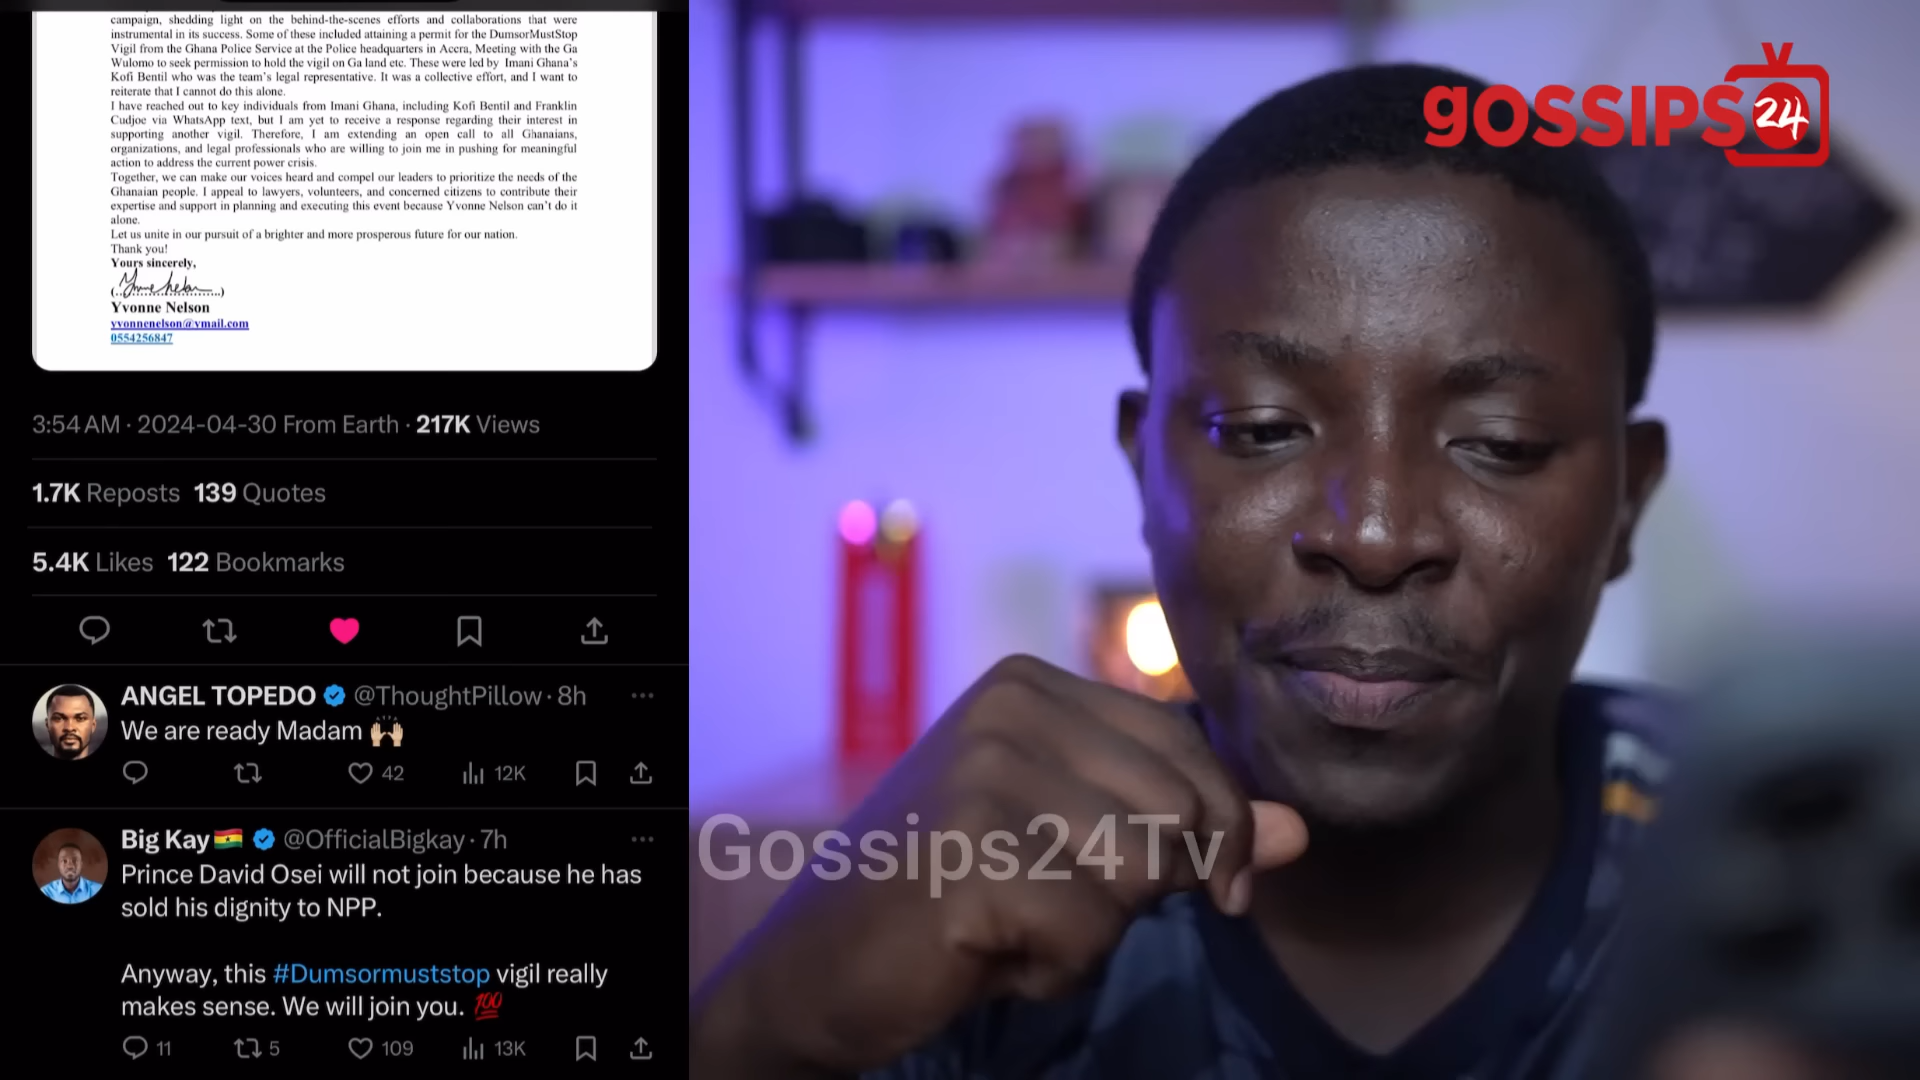 campaign, shedding light on the behind-the-scenes efforts and collaborations that were
instrumental in its success. Some of these included attaining a permit for the DumsorMustStop
Vigil from the Ghana Police Service at the Police headquarters in Accra, Meeting with the Ga
Wulomo to seek permission to hold the vigil on Ga land etc. These were led by Imani Ghana's
Kofi Bentil who was the team's legal representative. It was a collective effort, and I want to
reiterate that I cannot do this alone.
I have reached out to key individuals from Imani Ghana, including Kofi Bentil and Franklin
Cudjoe via WhatsApp text, but I am yet to receive a response regarding their interest in
supporting another vigil. Therefore, I am extending an open call to all Ghanaians,
organizations, and legal professionals who are willing to join me in pushing for meaningful
action to address the current power crisis.
Together, we can make our voices heard and compel our leaders to prioritize the needs of the
Ghanaian people. I appeal to lawyers, volunteers, and concerned citizens to contribute their
expertise and support in planning and executing this event because Yvonne Nelson can't do it
alone.
Let us unite in our pursuit of a brighter and more prosperous future for our nation.
Thank you!
Yours sincerely,
Yvonne Nelson
yvonnenelson@ymail.com
0554256847
3:54 AM · 2024-04-30 From Earth · 217K Views
1.7K Reposts 139 Quotes
5.4K Likes 122 Bookmarks
ANGEL TOPEDO @ThoughtPillow · 8h
We are ready Madam 🙌🏼
42 12K
Big Kay🇬🇭 @OfficialBigkay · 7h
Prince David Osei will not join because he has
sold his dignity to NPP.
Anyway, this #Dumsormuststop vigil really
makes sense. We will join you. 💯
11 5 109 13K
gOSSIPS 24
Gossips24Tv